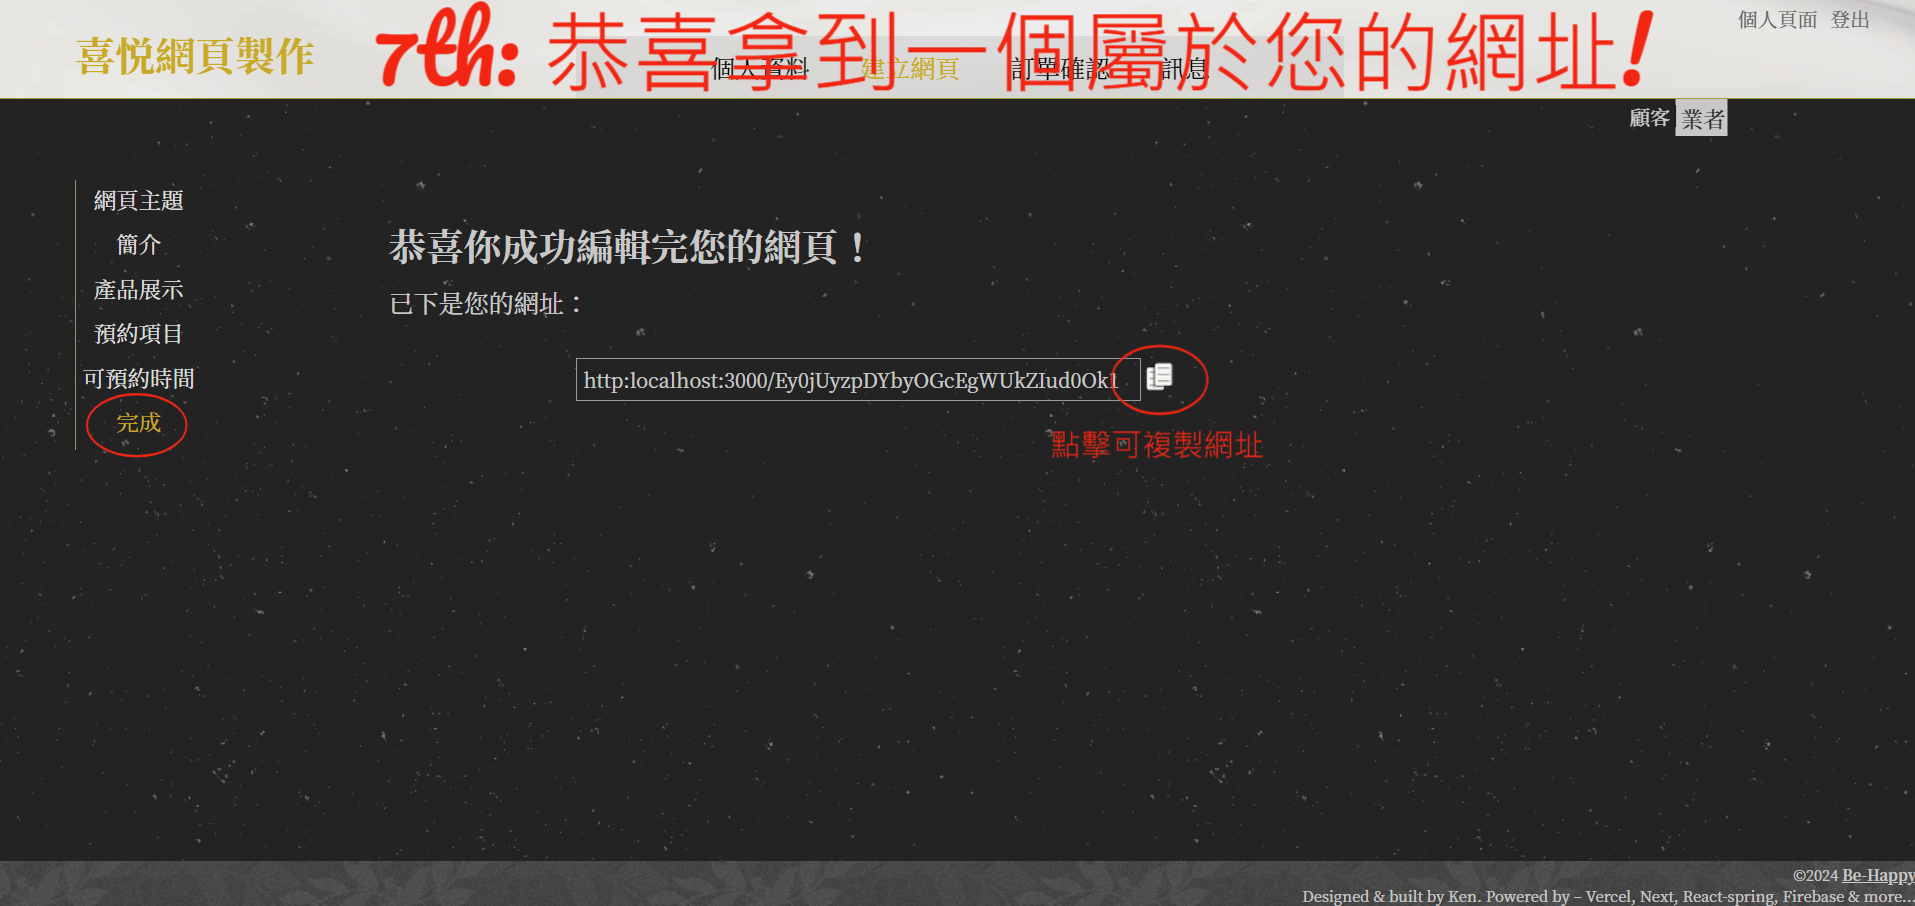 喜悅網頁製作
7th: 恭喜拿到一個屬於您的網址!
個人頁面 登出
個人資料 建立網頁 訂單確認 訊息
顧客 業者
網頁主題
簡介
產品展示
預約項目
可預約時間
完成
恭喜你成功編輯完您的網頁！
已下是您的網址：
http:localhost:3000/Ey0jUyzpDYbyOGcEgWUkZIud0Ok1
點擊可複製網址
©2024 Be-Happy
Designed & built by Ken. Powered by – Vercel, Next, React-spring, Firebase & more...